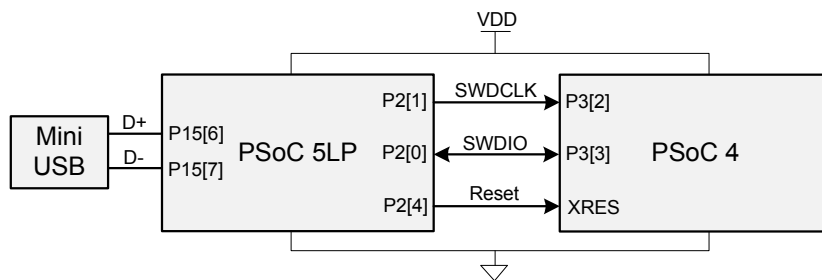 VDD
SWDCLK
P2[1]
P3[2]
D+
P15[6]
Mini
USB
PSoC 5LP
P2[0]
SWDIO
P3[3]
PSoC 4
D-
P15[7]
Reset
P2[4]
XRES